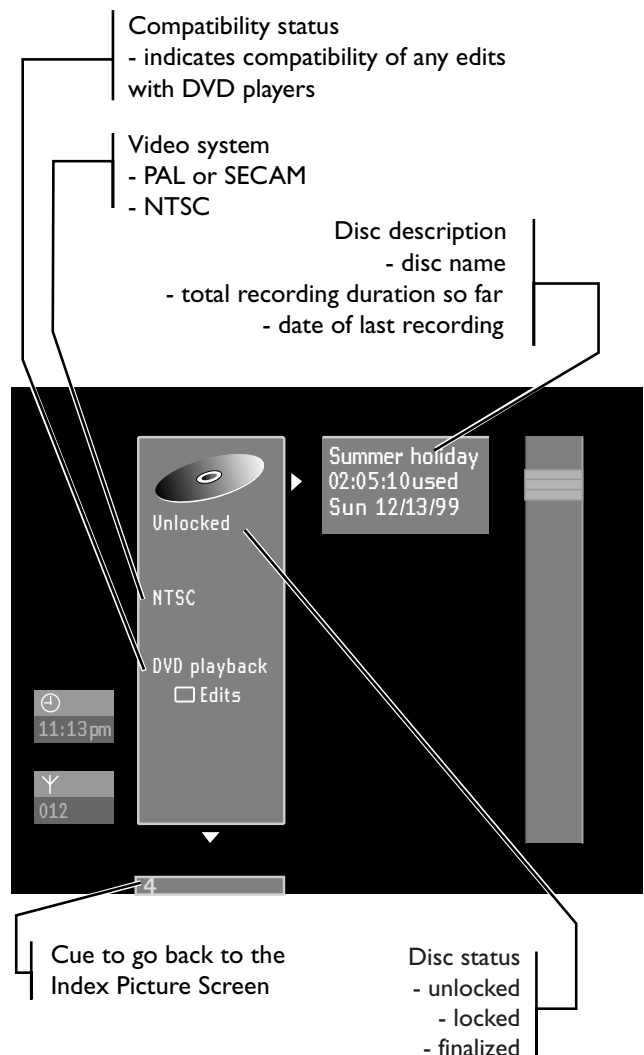 Compatibility status
- indicates compatibility of any edits
with DVD players
Video system
- PAL or SECAM
- NTSC
Disc description
- disc name
- total recording duration so far
- date of last recording
Summer holiday
02:05:10 used
Sun 12/13/99
Unlocked
NTSC
DVD playback
Edits
11:13pm
012
4
Cue to go back to the
Index Picture Screen
Disc status
- unlocked
- locked
- finalized